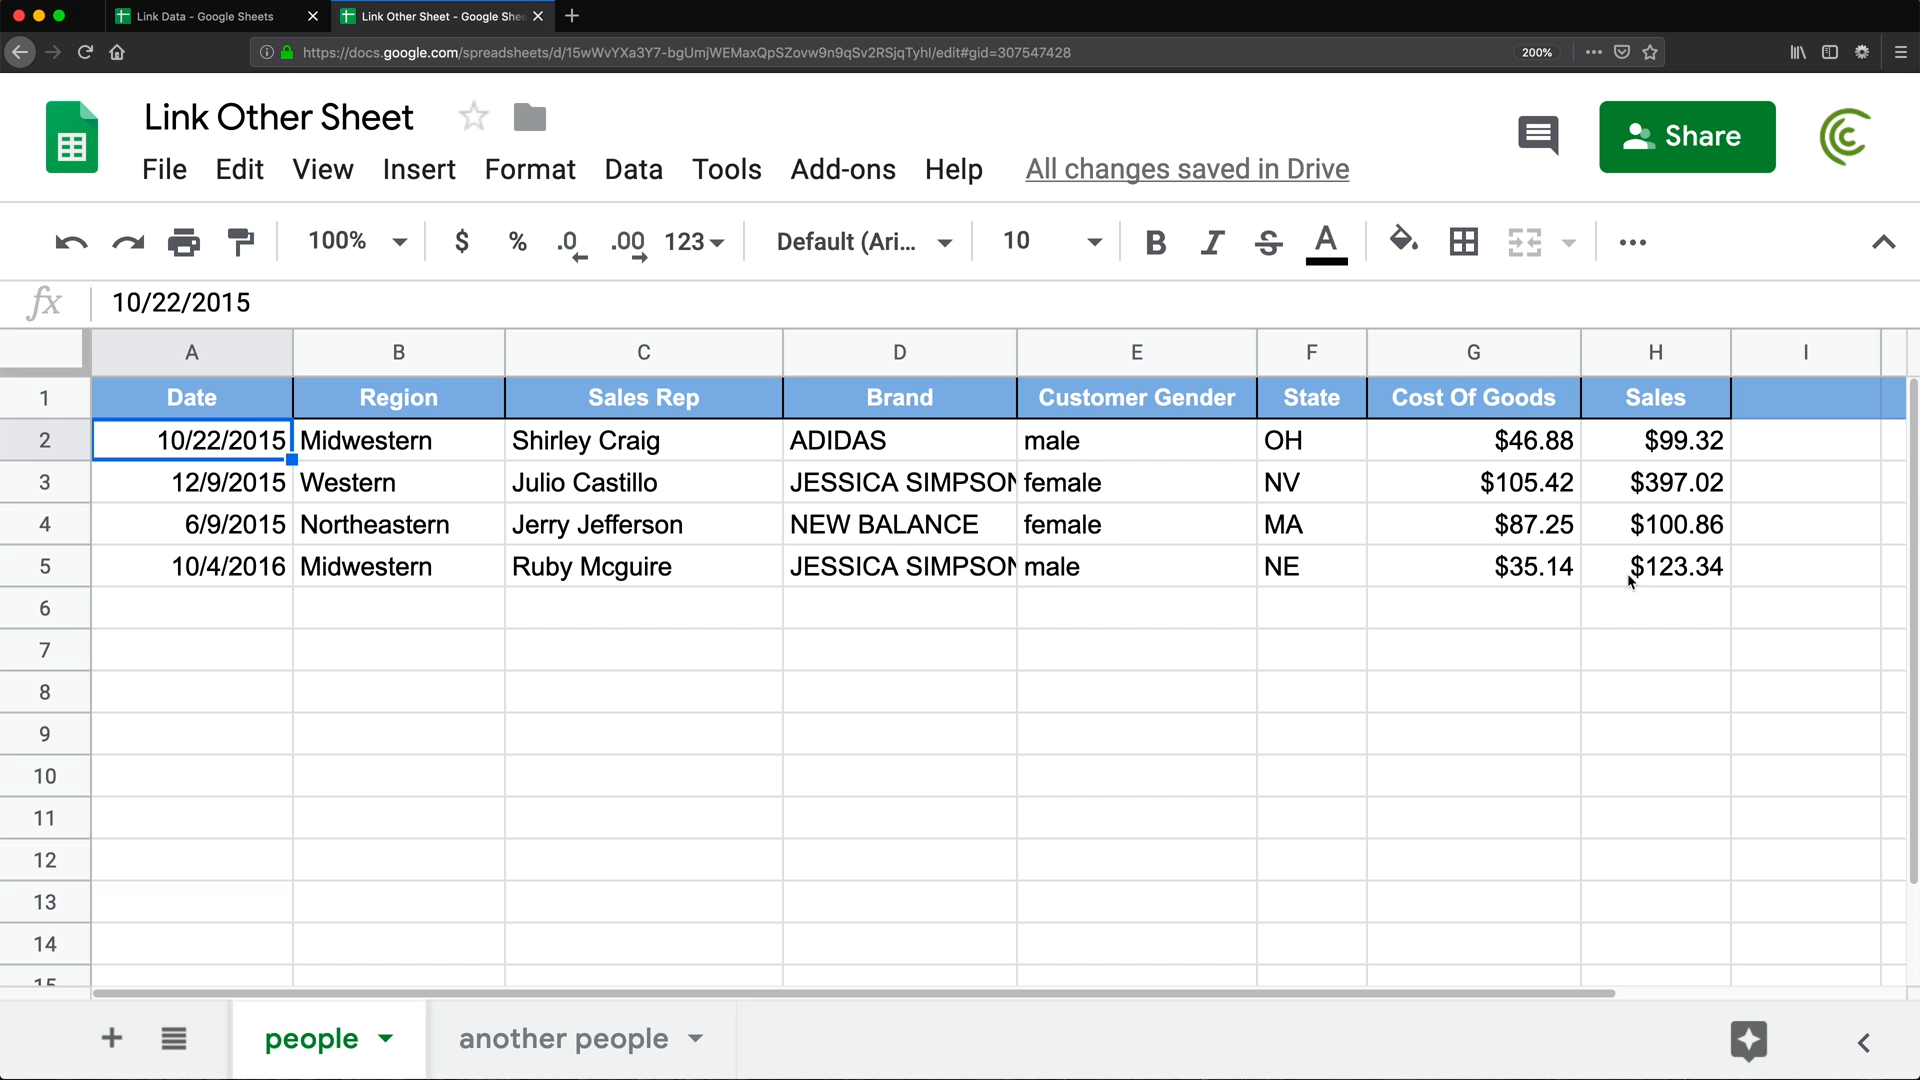 Link Data - Google Sheets
Link Other Sheet - Google She
https://docs.google.com/spreadsheets/d/15wWvYXa3Y7-bgUmjWEMaxQpSZovw9n9qSv2RSjqTyhI/edit#gid=307547428
200%
Link Other Sheet
Share
File Edit View Insert Format Data Tools Add-ons Help All changes saved in Drive
100% $ % .0 .00 123 Default (Ari... 10 B I S A
fx 10/22/2015
A B C D E F G H I
1 Date Region Sales Rep Brand Customer Gender State Cost Of Goods Sales
2 10/22/2015 Midwestern Shirley Craig ADIDAS male OH $46.88 $99.32
3 12/9/2015 Western Julio Castillo JESSICA SIMPSON female NV $105.42 $397.02
4 6/9/2015 Northeastern Jerry Jefferson NEW BALANCE female MA $87.25 $100.86
5 10/4/2016 Midwestern Ruby Mcguire JESSICA SIMPSON male NE $35.14 $123.34
6
7
8
9
10
11
12
13
14
15
people another people